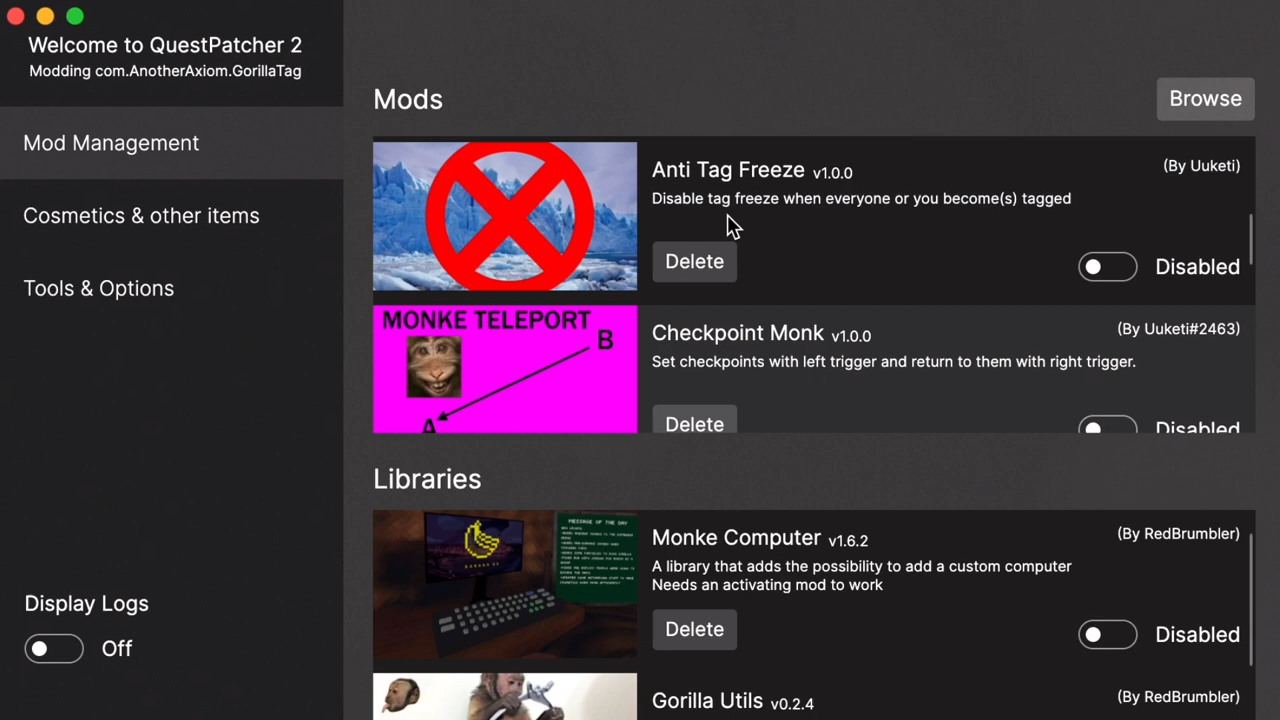 Welcome to QuestPatcher 2
Modding com.AnotherAxiom.GorillaTag
Mod Management
Cosmetics & other items
Tools & Options
Display Logs
Off
Mods
Browse
Anti Tag Freeze v1.0.0
(By Uuketi)
Disable tag freeze when everyone or you become(s) tagged
Delete
Disabled
MONKE TELEPORT
B
A
Checkpoint Monk v1.0.0
(By Uuketi#2463)
Set checkpoints with left trigger and return to them with right trigger.
Delete
Disabled
Libraries
MESSAGE OF THE DAY
Monke Computer v1.6.2
(By RedBrumbler)
A library that adds the possibility to add a custom computer
Needs an activating mod to work
Delete
Disabled
Gorilla Utils v0.2.4
(By RedBrumbler)